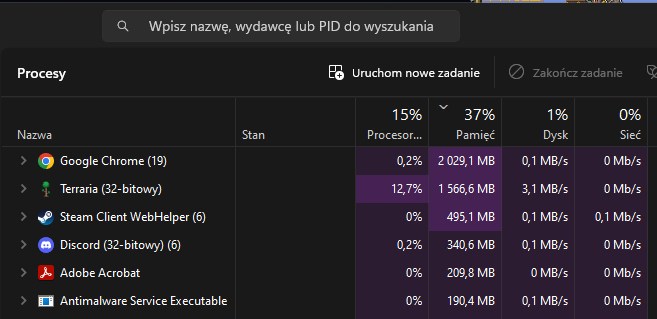 Wpisz nazwę, wydawcę lub PID do wyszukania
Procesy Uruchom nowe zadanie Zakończ zadanie
15% 37% 1% 0%
Nazwa Stan Procesor... Pamięć Dysk Sieć
Google Chrome (19) 0,2% 2 029,1 MB 0,1 MB/s 0 Mb/s
Terraria (32-bitowy) 12,7% 1 566,6 MB 3,1 MB/s 0 Mb/s
Steam Client WebHelper (6) 0% 495,1 MB 0,1 MB/s 0,1 Mb/s
Discord (32-bitowy) (6) 0,2% 340,6 MB 0,1 MB/s 0 Mb/s
Adobe Acrobat 0% 209,8 MB 0 MB/s 0 Mb/s
Antimalware Service Executable 0% 190,4 MB 0,1 MB/s 0 Mb/s